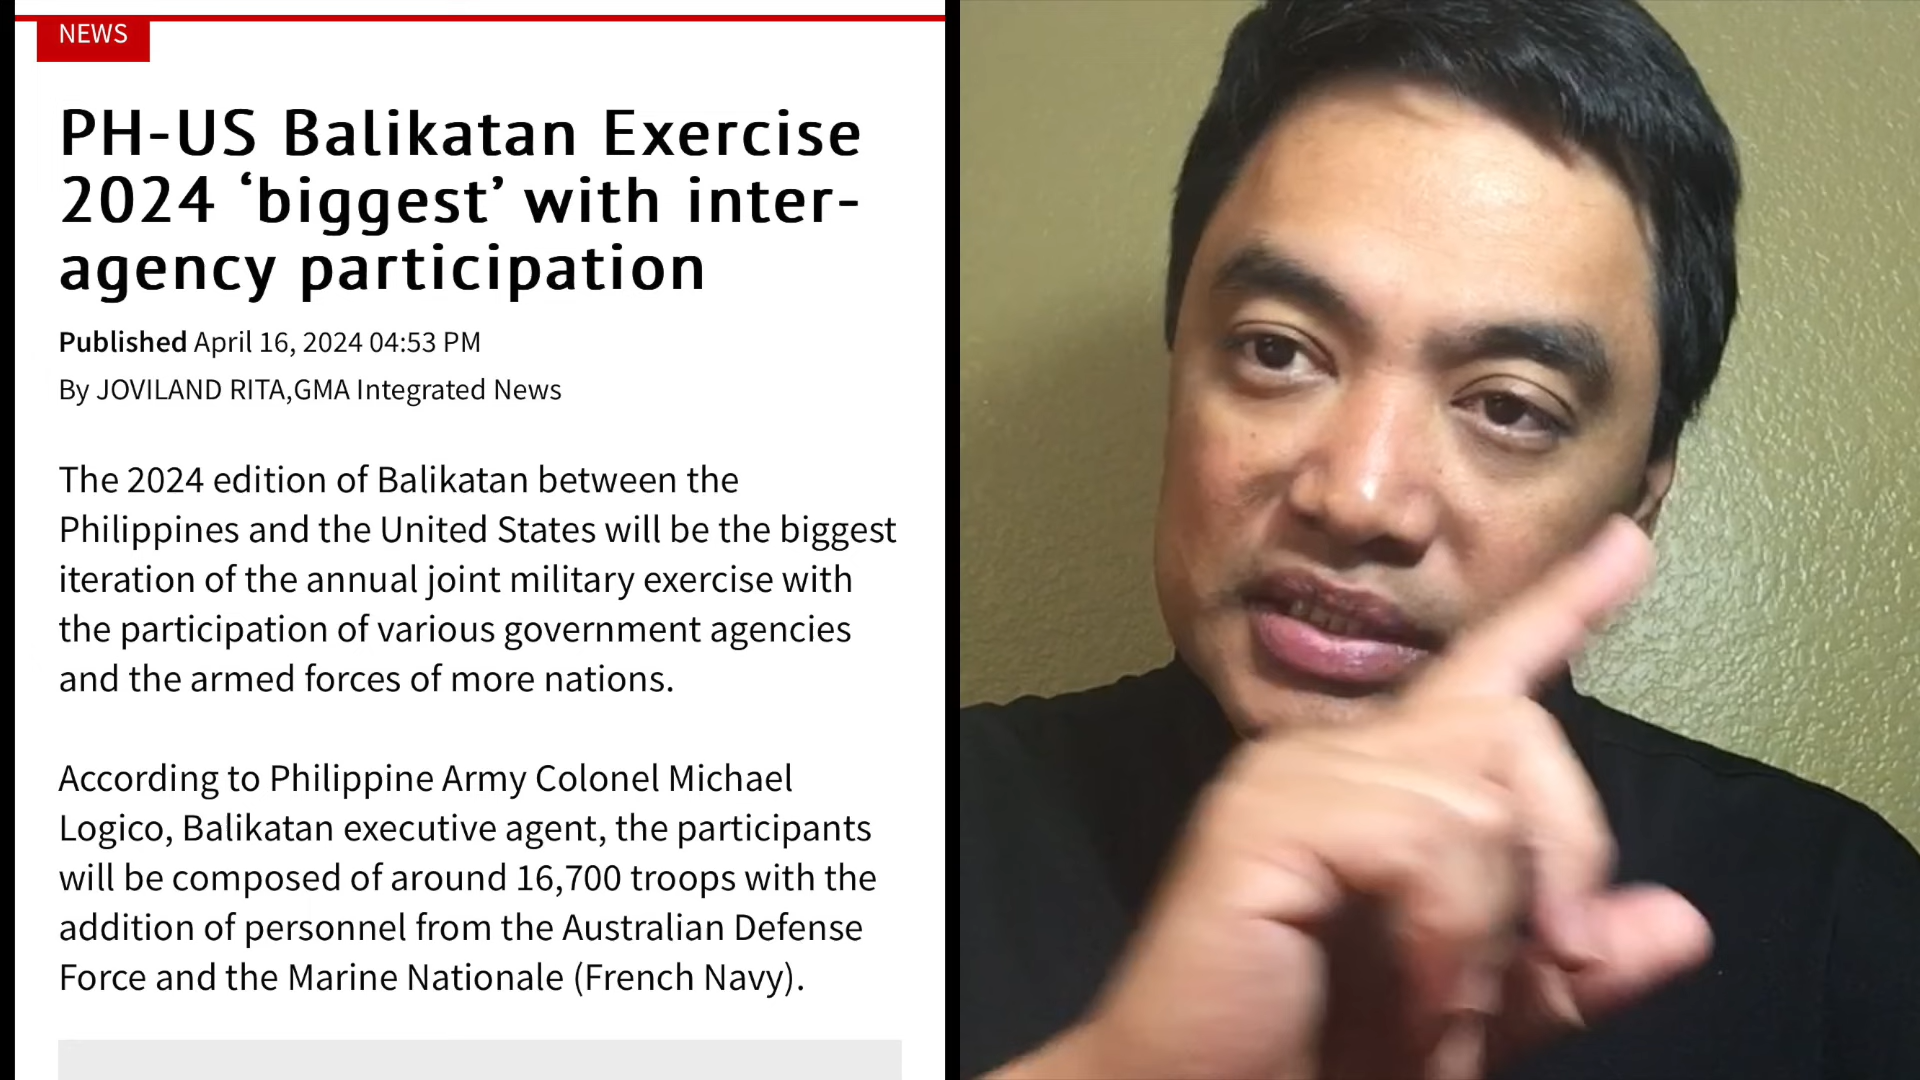 NEWS
PH-US Balikatan Exercise
2024 ‘biggest’ with inter-
agency participation
Published April 16, 2024 04:53 PM
By JOVILAND RITA,GMA Integrated News
The 2024 edition of Balikatan between the
Philippines and the United States will be the biggest
iteration of the annual joint military exercise with
the participation of various government agencies
and the armed forces of more nations.
According to Philippine Army Colonel Michael
Logico, Balikatan executive agent, the participants
will be composed of around 16,700 troops with the
addition of personnel from the Australian Defense
Force and the Marine Nationale (French Navy).